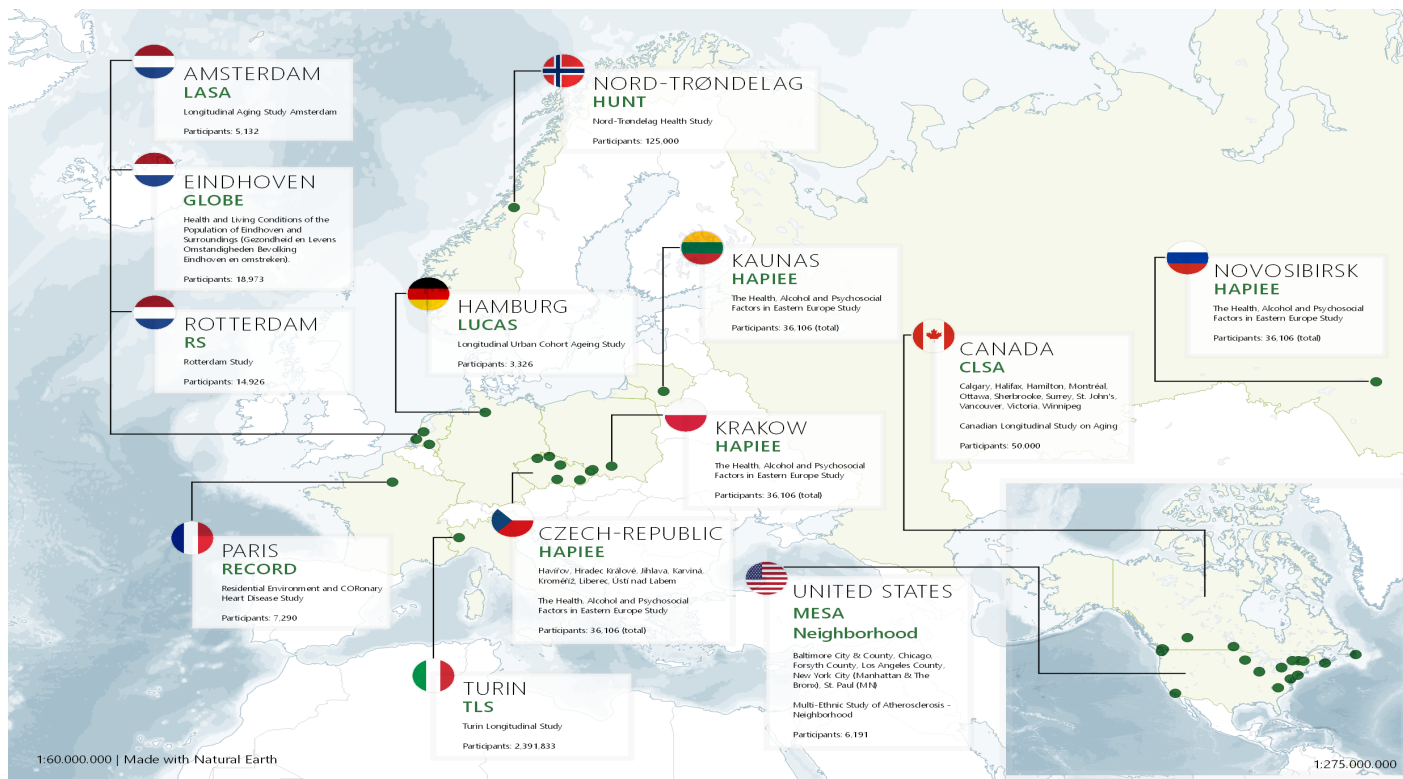 AMSTERDAM
LASA
Longitudinal Aging Study Amsterdam
Participants: 5,132
EINDHOVEN
GLOBE
Health and Living Conditions of the
Population of Eindhoven and
Surroundings (Gezondheid en Levens
Omstandigheden Bevolking
Eindhoven en omstreken).
Participants: 18,973
ROTTERDAM
RS
Rotterdam Study
Participants: 14,926
NORD-TRØNDELAG
HUNT
Nord-Trøndelag Health Study
Participants: 125,000
HAMBURG
LUCAS
Longitudinal Urban Cohort Ageing Study
Participants: 3,326
KAUNAS
HAPIEE
The Health, Alcohol and Psychosocial
Factors in Eastern Europe Study
Participants: 36,106 (total)
NOVOSIBIRSK
HAPIEE
The Health, Alcohol and Psychosocial
Factors in Eastern Europe Study
Participants: 36,106 (total)
CANADA
CLSA
Calgary, Halifax, Hamilton, Montréal,
Ottawa, Sherbrooke, Surrey, St. John's,
Vancouver, Victoria, Winnipeg
Canadian Longitudinal Study on Aging
Participants: 50,000
KRAKOW
HAPIEE
The Health, Alcohol and Psychosocial
Factors in Eastern Europe Study
Participants: 36,106 (total)
PARIS
RECORD
Residential Environment and CORonary
Heart Disease Study
Participants: 7,290
CZECH-REPUBLIC
HAPIEE
Havířov, Hradec Králové, Jihlava, Karviná,
Kroměříž, Liberec, Ústí nad Labem
The Health, Alcohol and Psychosocial
Factors in Eastern Europe Study
Participants: 36,106 (total)
UNITED STATES
MESA
Neighborhood
Baltimore City & County, Chicago,
Forsyth County, Los Angeles County,
New York City (Manhattan & The
Bronx), St. Paul (MN)
Multi-Ethnic Study of Atherosclerosis -
Neighborhood
Participants: 6,191
TURIN
TLS
Turin Longitudinal Study
Participants: 2,391,833
1:60.000.000 | Made with Natural Earth
1:275.000.000